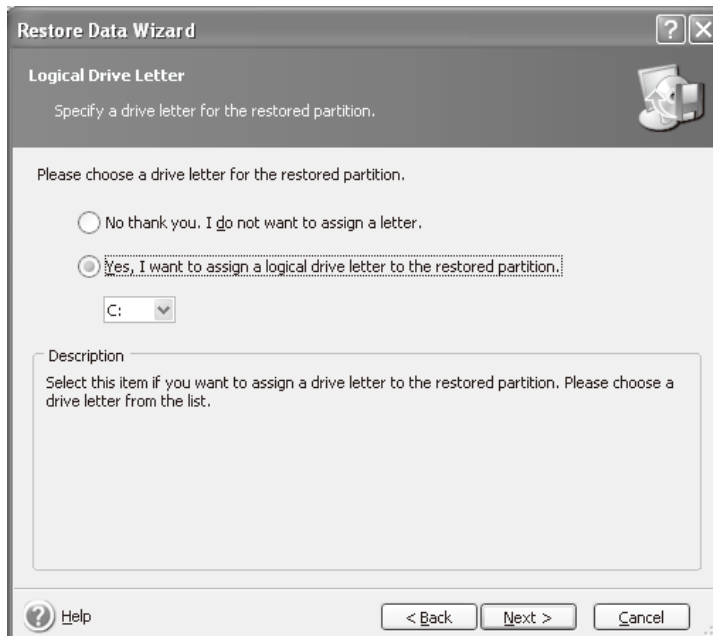 Restore Data Wizard
Logical Drive Letter
Specify a drive letter for the restored partition.
Please choose a drive letter for the restored partition.
No thank you. I do not want to assign a letter.
Yes, I want to assign a logical drive letter to the restored partition.
C:
Description
Select this item if you want to assign a drive letter to the restored partition. Please choose a
drive letter from the list.
? Help
< Back Next > Cancel